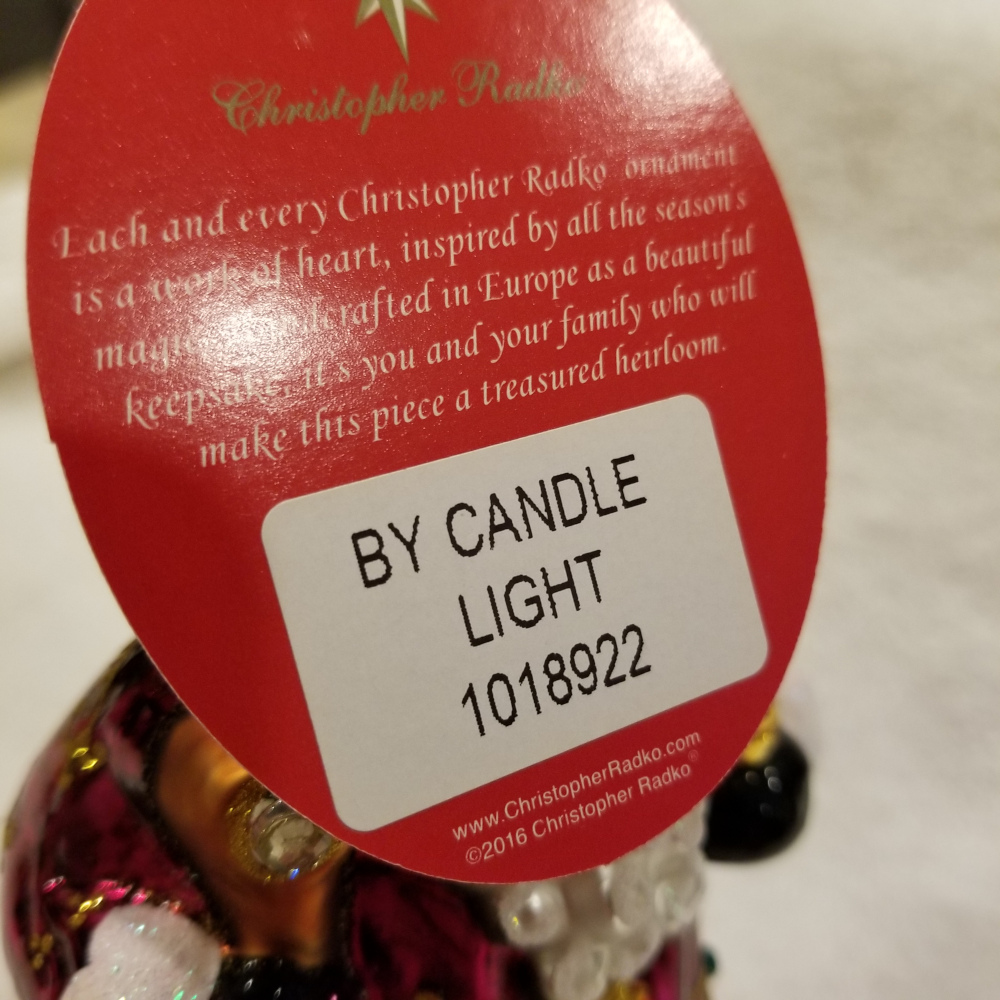 Christopher Radko
Each and every Christopher Radko ornament
is a work of heart, inspired by all the season's
in Europe as a beautiful
keepsake, it's you and your family who will
make this piece a treasured heirloom.
BY CANDLE
LIGHT
1018922
www.ChristopherRadko.com
©2016 Christopher Radko®